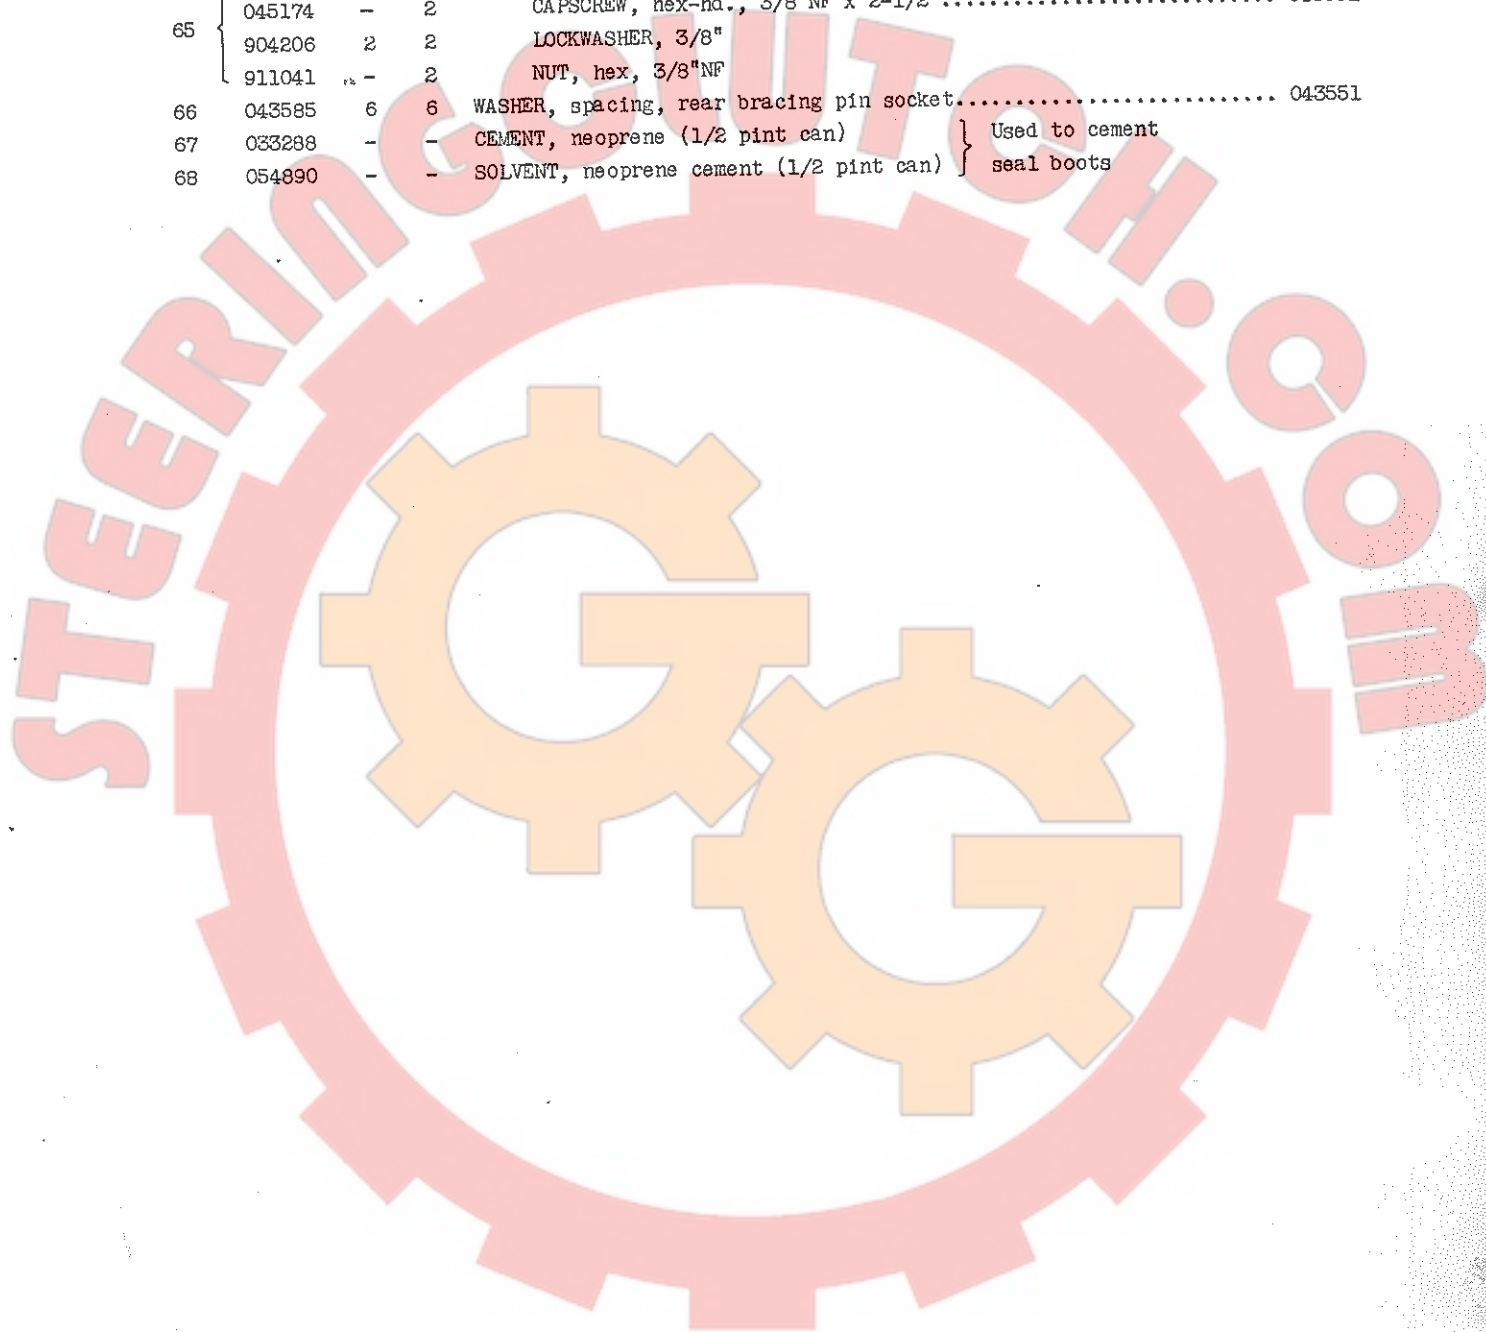 045174 - 2 CAPSCREW, hex-hd., 3/8"NF x 2-1/2"
65 904206 2 2 LOCKWASHER, 3/8"
911041 - 2 NUT, hex, 3/8"NF
66 043585 6 6 WASHER, spacing, rear bracing pin socket........................... 043551
67 033288 - - CEMENT, neoprene (1/2 pint can) } Used to cement
68 054890 - - SOLVENT, neoprene cement (1/2 pint can) } seal boots
STEERINGCLUTCH.COM
GG